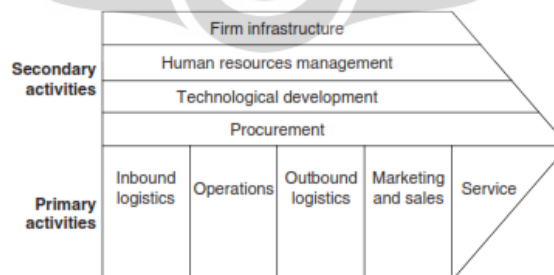 Firm infrastructure
Human resources management
Secondary
activities
Technological development
Procurement
Inbound
logistics
Operations
Outbound
logistics
Marketing
and sales
Service
Primary
activities